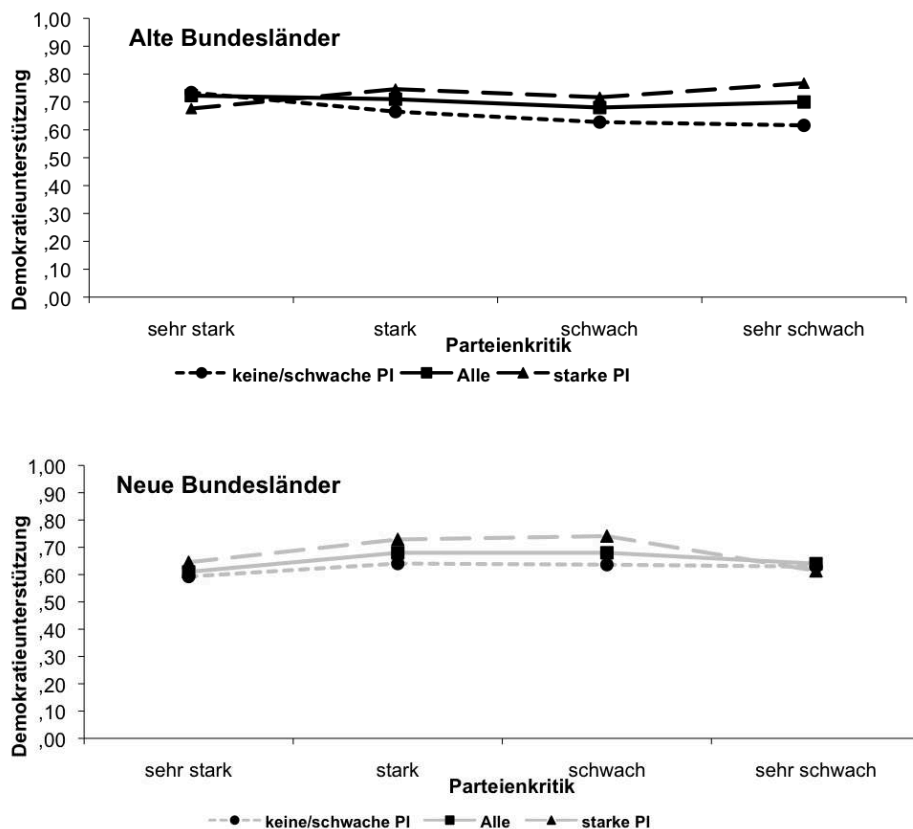 Alte Bundesländer
Demokratieunterstützung
1,00
,90
,80
,70
,60
,50
,40
,30
,20
,10
,00
sehr stark stark schwach sehr schwach
Parteienkritik
keine/schwache PI Alle starke PI
Neue Bundesländer
Demokratieunterstützung
1,00
,90
,80
,70
,60
,50
,40
,30
,20
,10
,00
sehr stark stark schwach sehr schwach
Parteienkritik
keine/schwache PI Alle starke PI